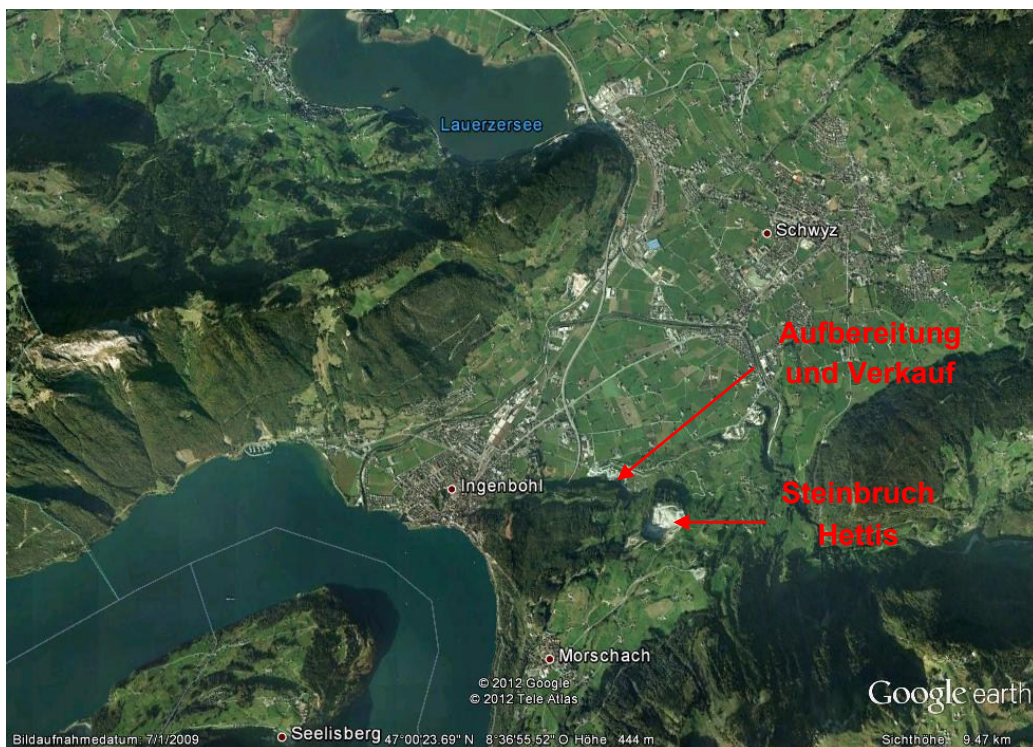 Lauerzersee
Schwyz
Aufbereitung
und Verkauf
Ingenbohl
Steinbruch
Hettis
Morschach
© 2012 Google
© 2012 Tele Atlas
Google earth
Seelisberg
Bildaufnahmedatum: 7/1/2009 47°00'23.69" N 8°36'55.52" O Höhe 444 m Sichthöhe 9.47 km